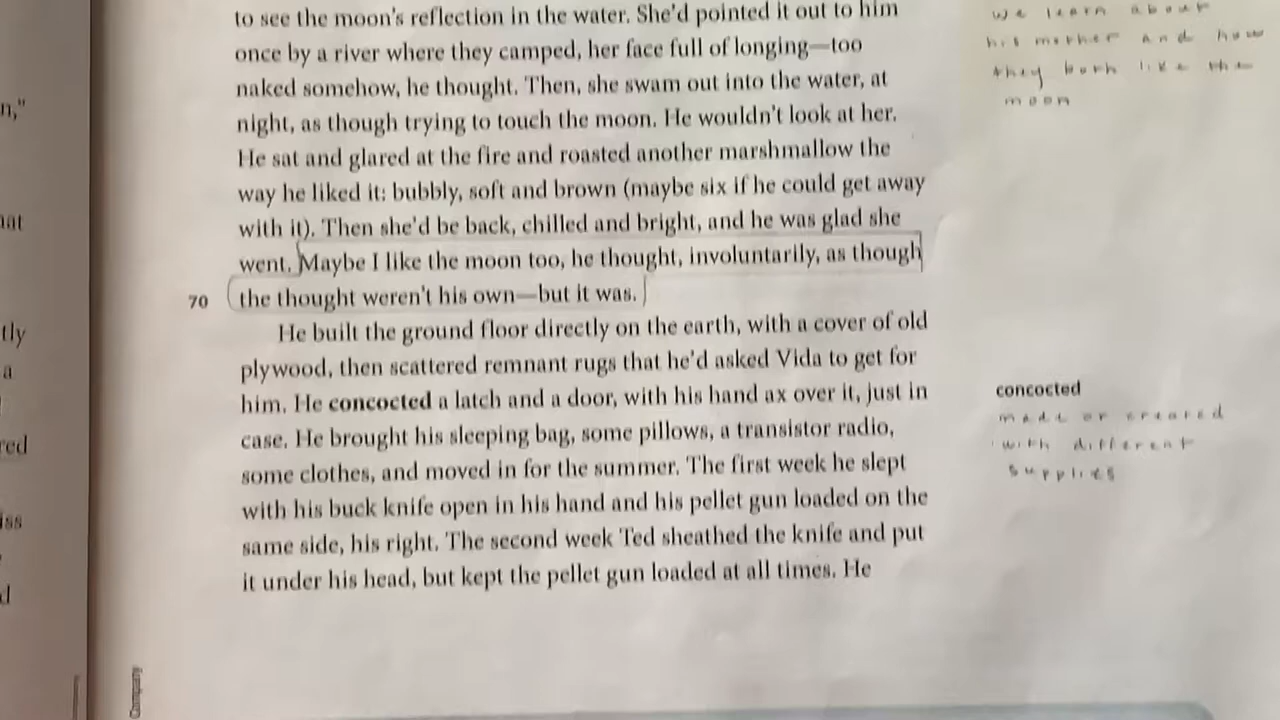 to see the moon's reflection in the water. She'd pointed it out to him
once by a river where they camped, her face full of longing—too
naked somehow, he thought. Then, she swam out into the water, at
night, as though trying to touch the moon. He wouldn't look at her.
He sat and glared at the fire and roasted another marshmallow the
way he liked it: bubbly, soft and brown (maybe six if he could get away
with it). Then she'd be back, chilled and bright, and he was glad she
went. Maybe I like the moon too, he thought, involuntarily, as though
70 the thought weren't his own—but it was.
He built the ground floor directly on the earth, with a cover of old
plywood, then scattered remnant rugs that he'd asked Vida to get for
him. He concocted a latch and a door, with his hand ax over it, just in
case. He brought his sleeping bag, some pillows, a transistor radio,
some clothes, and moved in for the summer. The first week he slept
with his buck knife open in his hand and his pellet gun loaded on the
same side, his right. The second week Ted sheathed the knife and put
it under his head, but kept the pellet gun loaded at all times. He
we learn about
his mother and how
they both like the
moon
concocted
made or created
with different
supplies
Company